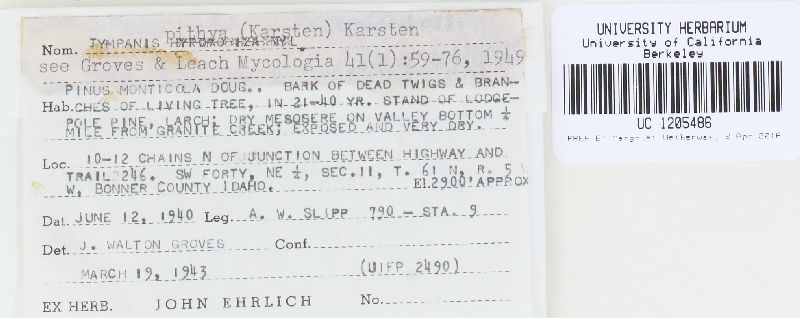 pithya (Karsten) Karsten
Nom. TYMPANIS
see Groves & Leach Mycologia 41(1):59-76, 1949
PINUS MONTICOLA DOUG.. BARK OF DEAD TWIGS & BRAN-
Hab. CHES OF LIVING TREE, IN 21-40 YR. STAND OF LODGE-
POLE PINE, LARCH; DRY MESOSERE ON VALLEY BOTTOM ¼
MILE FROM GRANITE CREEK; EXPOSED AND VERY DRY.
Loc. 10-12 CHAINS N OF JUNCTION BETWEEN HIGHWAY AND
TRAIL 246. SW FORTY, NE ¼, SEC.11, T. 61 N, R. 5
W, BONNER COUNTY IDAHO. El.2900' APPROX
Dat. JUNE 12, 1940 Leg. A. W. SLIPP 790 - STA. 9
Det. J. WALTON GROVES Conf.
MARCH 19, 1943 (UIFP 2490)
EX HERB. JOHN EHRLICH No.
UNIVERSITY HERBARIUM
University of California
Berkeley
UC 1205486